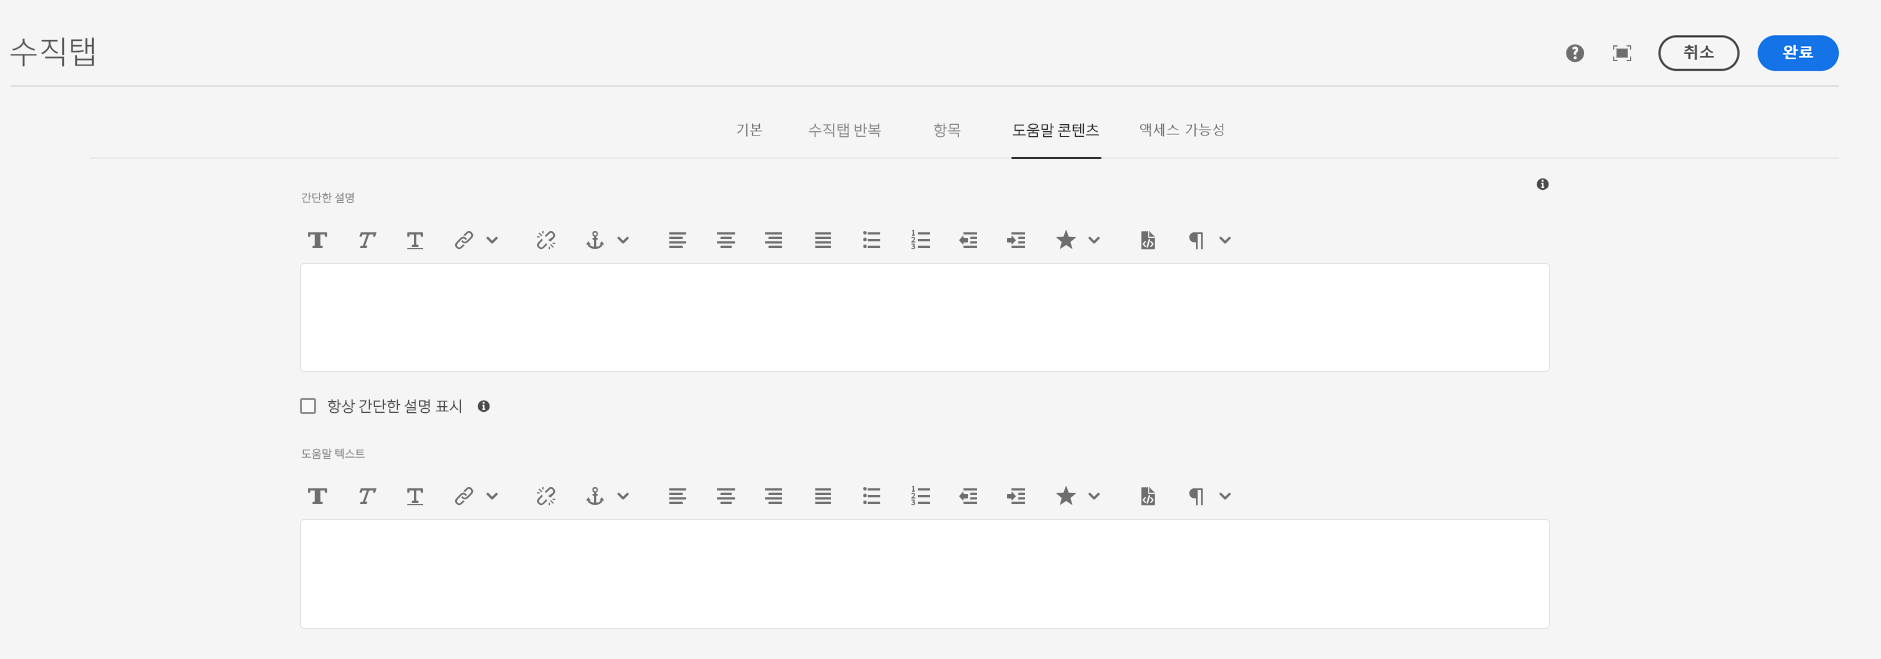 수직탭
취소
완료
기본
수직탭 반복
항목
도움말 콘텐츠
액세스 가능성
간단한 설명
항상 간단한 설명 표시
도움말 텍스트